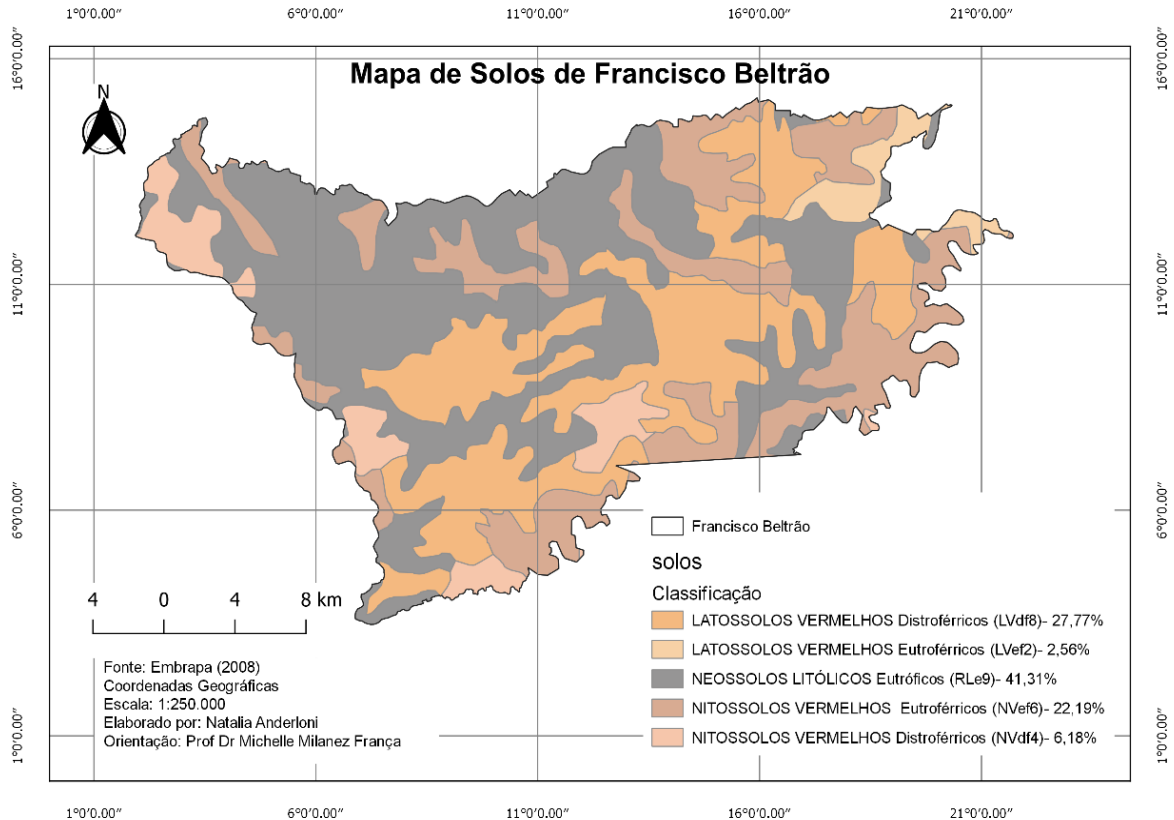 1°0'0.00″ 6°0'0.00″ 11°0'0.00″ 16°0'0.00″ 21°0'0.00″
Mapa de Solos de Francisco Beltrão
N
16°0'0.00″ 16°0'0.00″
11°0'0.00″ 11°0'0.00″
6°0'0.00″ 6°0'0.00″
1°0'0.00″ 1°0'0.00″
4 0 4 8 km
Fonte: Embrapa (2008)
Coordenadas Geográficas
Escala: 1:250.000
Elaborado por: Natalia Anderloni
Orientação: Prof Dr Michelle Milanez França
Francisco Beltrão
solos
Classificação
LATOSSOLOS VERMELHOS Distroférricos (LVdf8)- 27,77%
LATOSSOLOS VERMELHOS Eutroférricos (LVef2)- 2,56%
NEOSSOLOS LITÓLICOS Eutróficos (RLe9)- 41,31%
NITOSSOLOS VERMELHOS Eutroférricos (NVef6)- 22,19%
NITOSSOLOS VERMELHOS Distroférricos (NVdf4)- 6,18%
1°0'0.00″ 6°0'0.00″ 11°0'0.00″ 16°0'0.00″ 21°0'0.00″